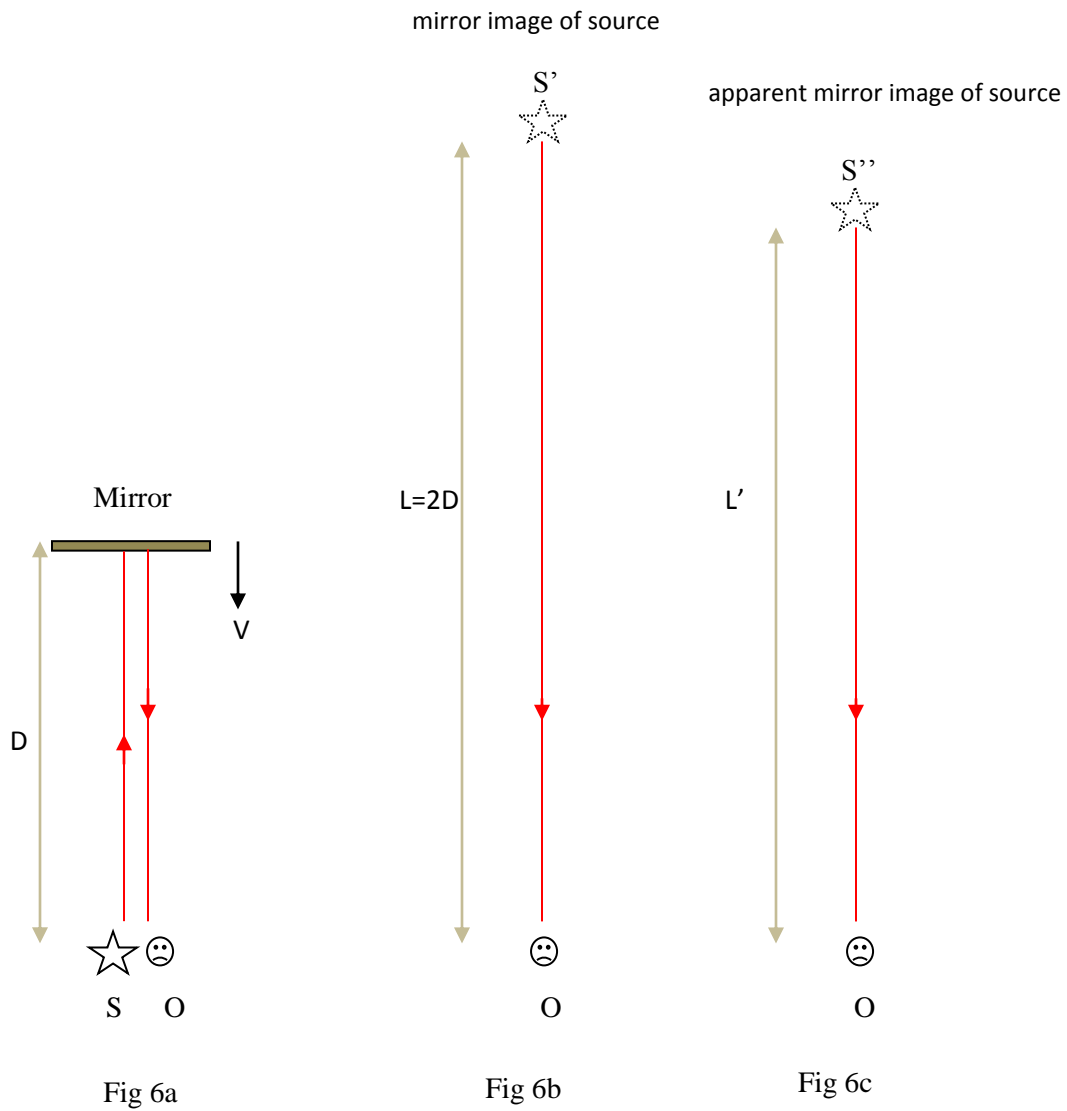 mirror image of source
S’
apparent mirror image of source
S’’
Mirror
L=2D
L’
V
D
S O
O
O
Fig 6a
Fig 6b
Fig 6c